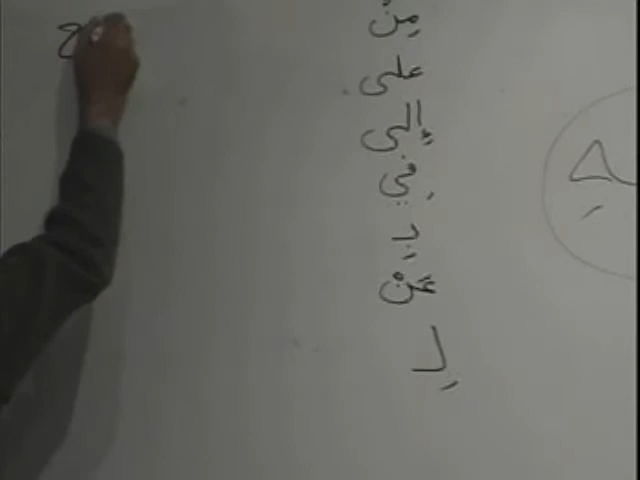 مِنْ
على
إلى
في
بِـ
عَنْ
لِـ